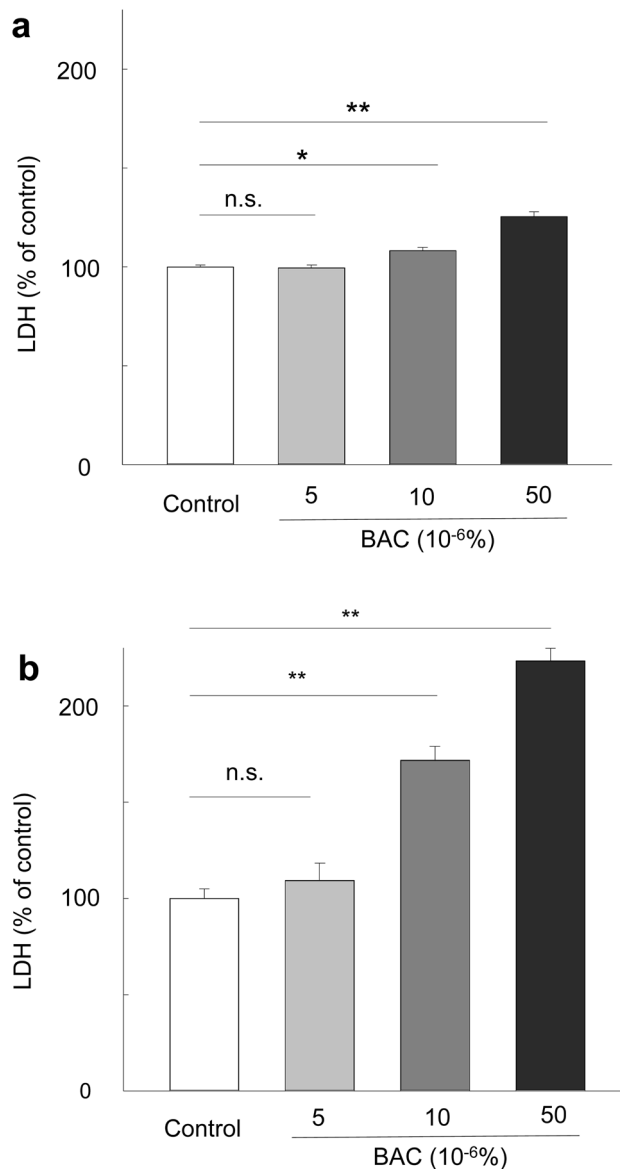 a
200
**
*
n.s.
100
LDH (% of control)
0
Control
5
10
50
BAC (10⁻⁶%)
b
**
200
**
n.s.
100
LDH (% of control)
0
Control
5
10
50
BAC (10⁻⁶%)